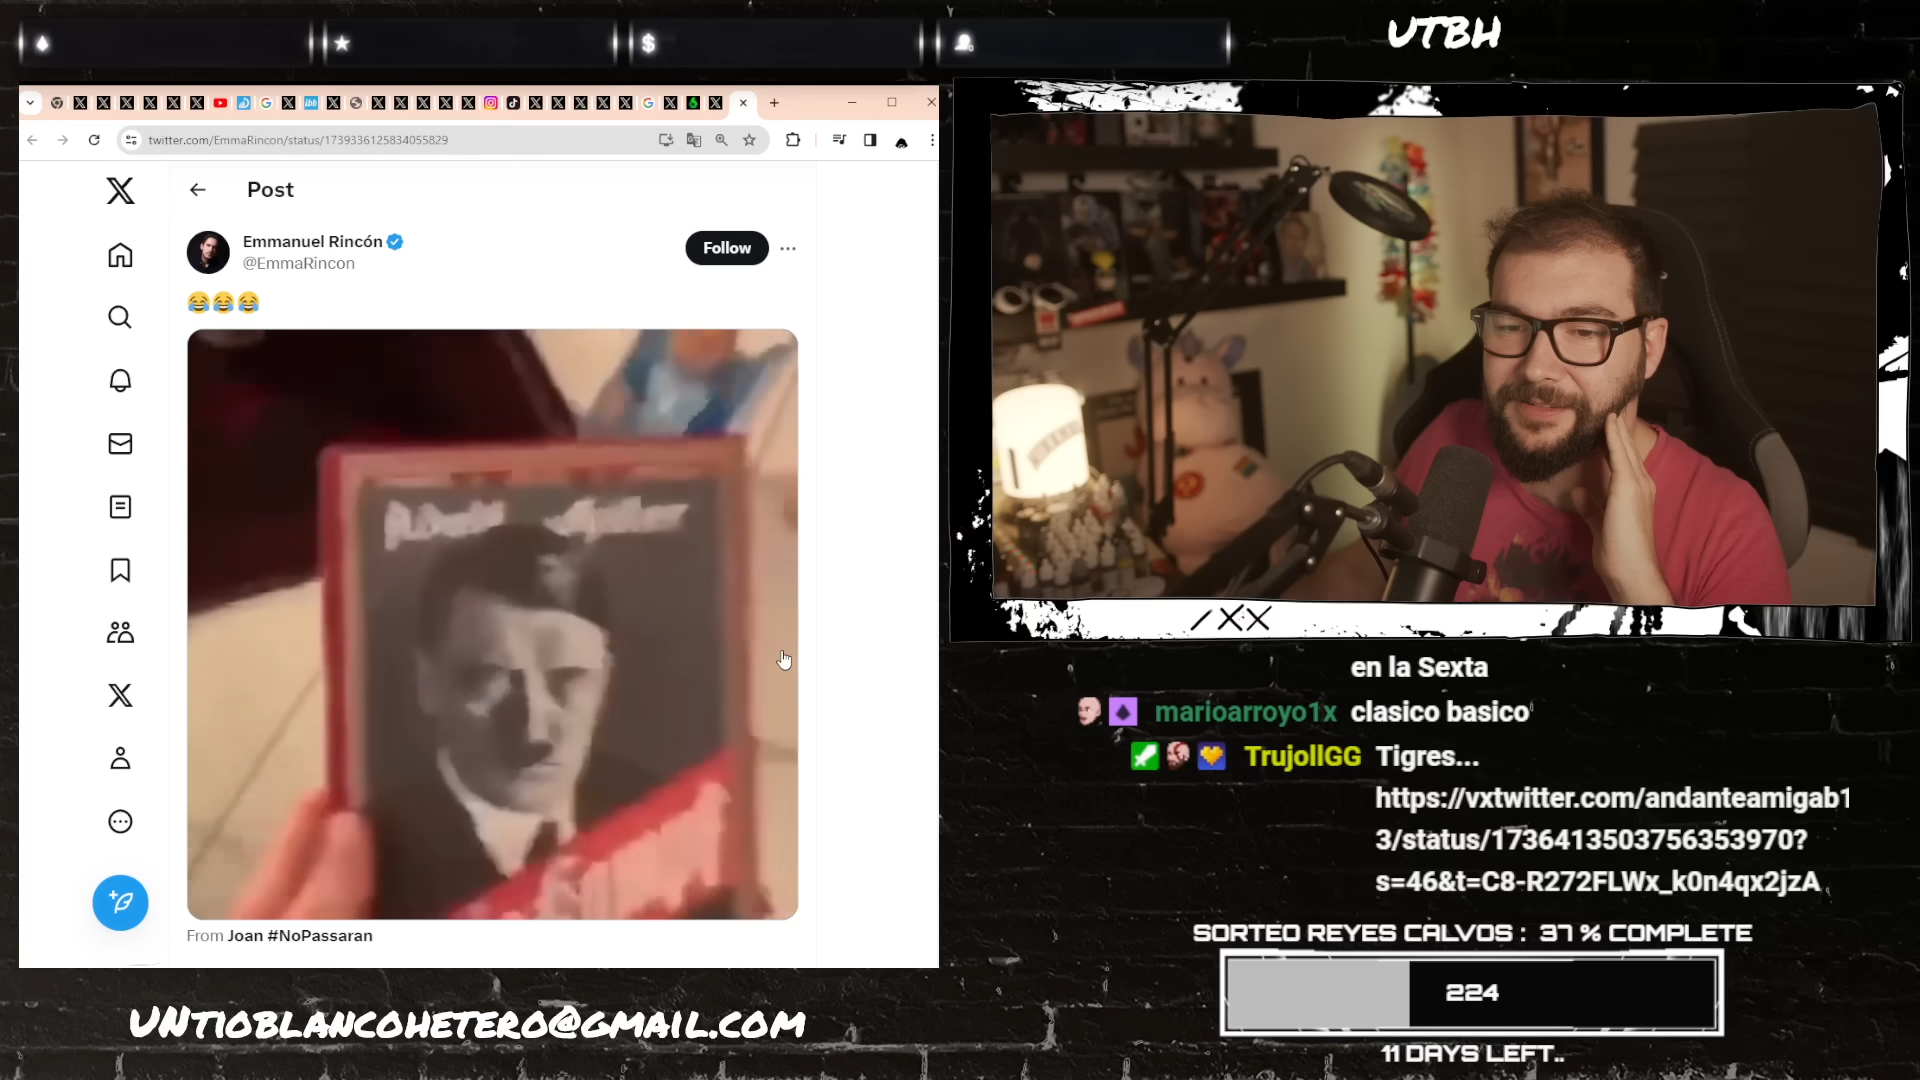 UTBH
twitter.com/EmmaRincon/status/1739336125834055829
Post
Emmanuel Rincón
@EmmaRincon
Follow
From Joan #NoPassaran
en la Sexta
marioarroyo1x clasico basico
TrujollGG Tigres...
https://vxtwitter.com/andanteamigab1
3/status/1736413503756353970?
s=46&t=C8-R272FLWx_k0n4qx2jzA
SORTEO REYES CALVOS : 37 % COMPLETE
224
11 DAYS LEFT..
UNTIOBLANCOHETERO@GMAIL.COM